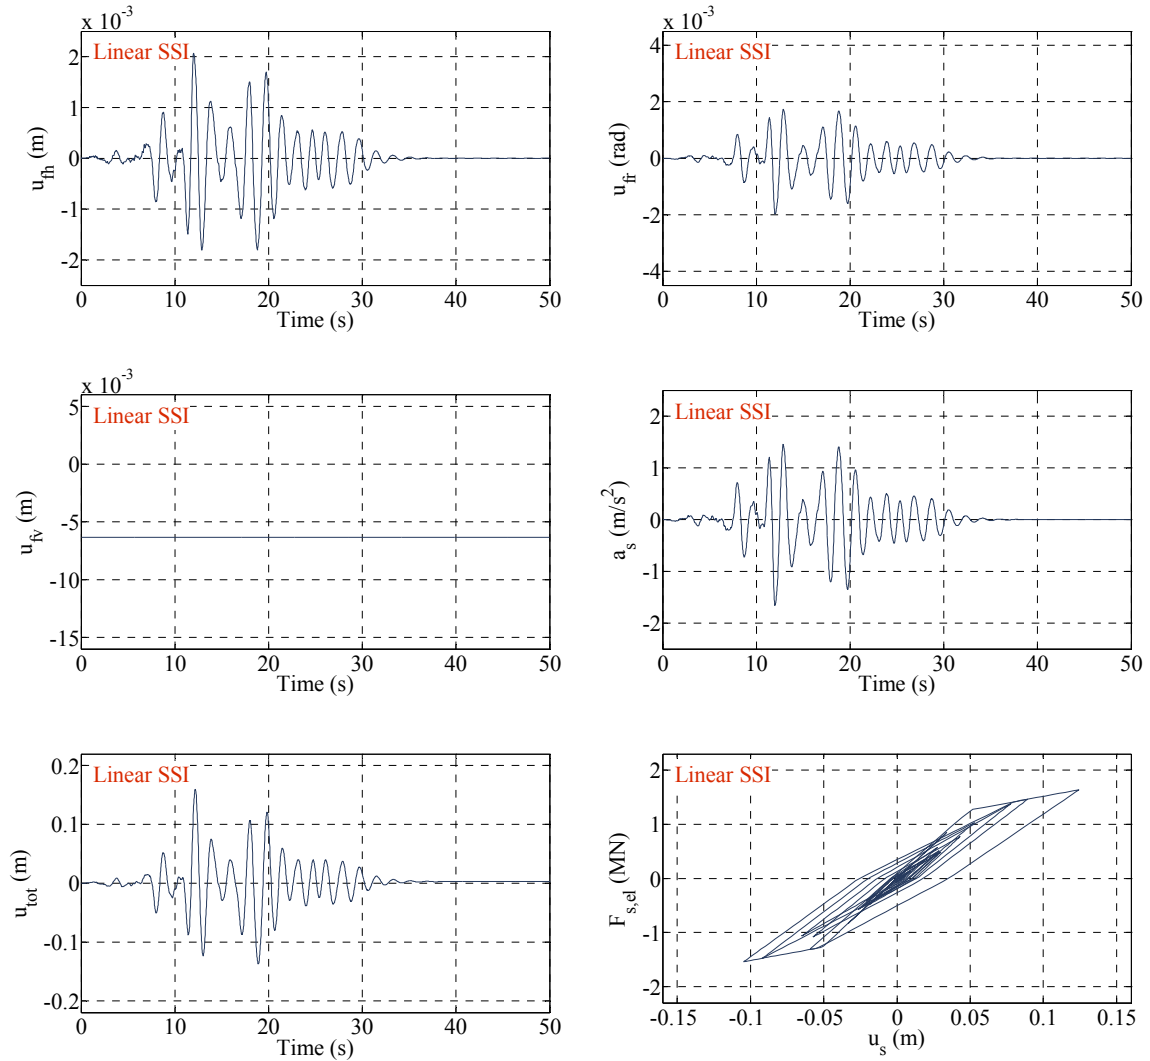 x 10⁻³
Linear SSI
2
1
0
-1
-2
u_fh (m)
0 10 20 30 40 50
Time (s)
x 10⁻³
Linear SSI
4
2
0
-2
-4
u_fr (rad)
0 10 20 30 40 50
Time (s)
x 10⁻³
Linear SSI
5
0
-5
-10
-15
u_fv (m)
0 10 20 30 40 50
Time (s)
Linear SSI
2
1
0
-1
-2
a_s (m/s²)
0 10 20 30 40 50
Time (s)
Linear SSI
0.2
0.1
0
-0.1
-0.2
u_tot (m)
0 10 20 30 40 50
Time (s)
Linear SSI
2
1
0
-1
-2
F_s,el (MN)
-0.15 -0.1 -0.05 0 0.05 0.1 0.15
u_s (m)